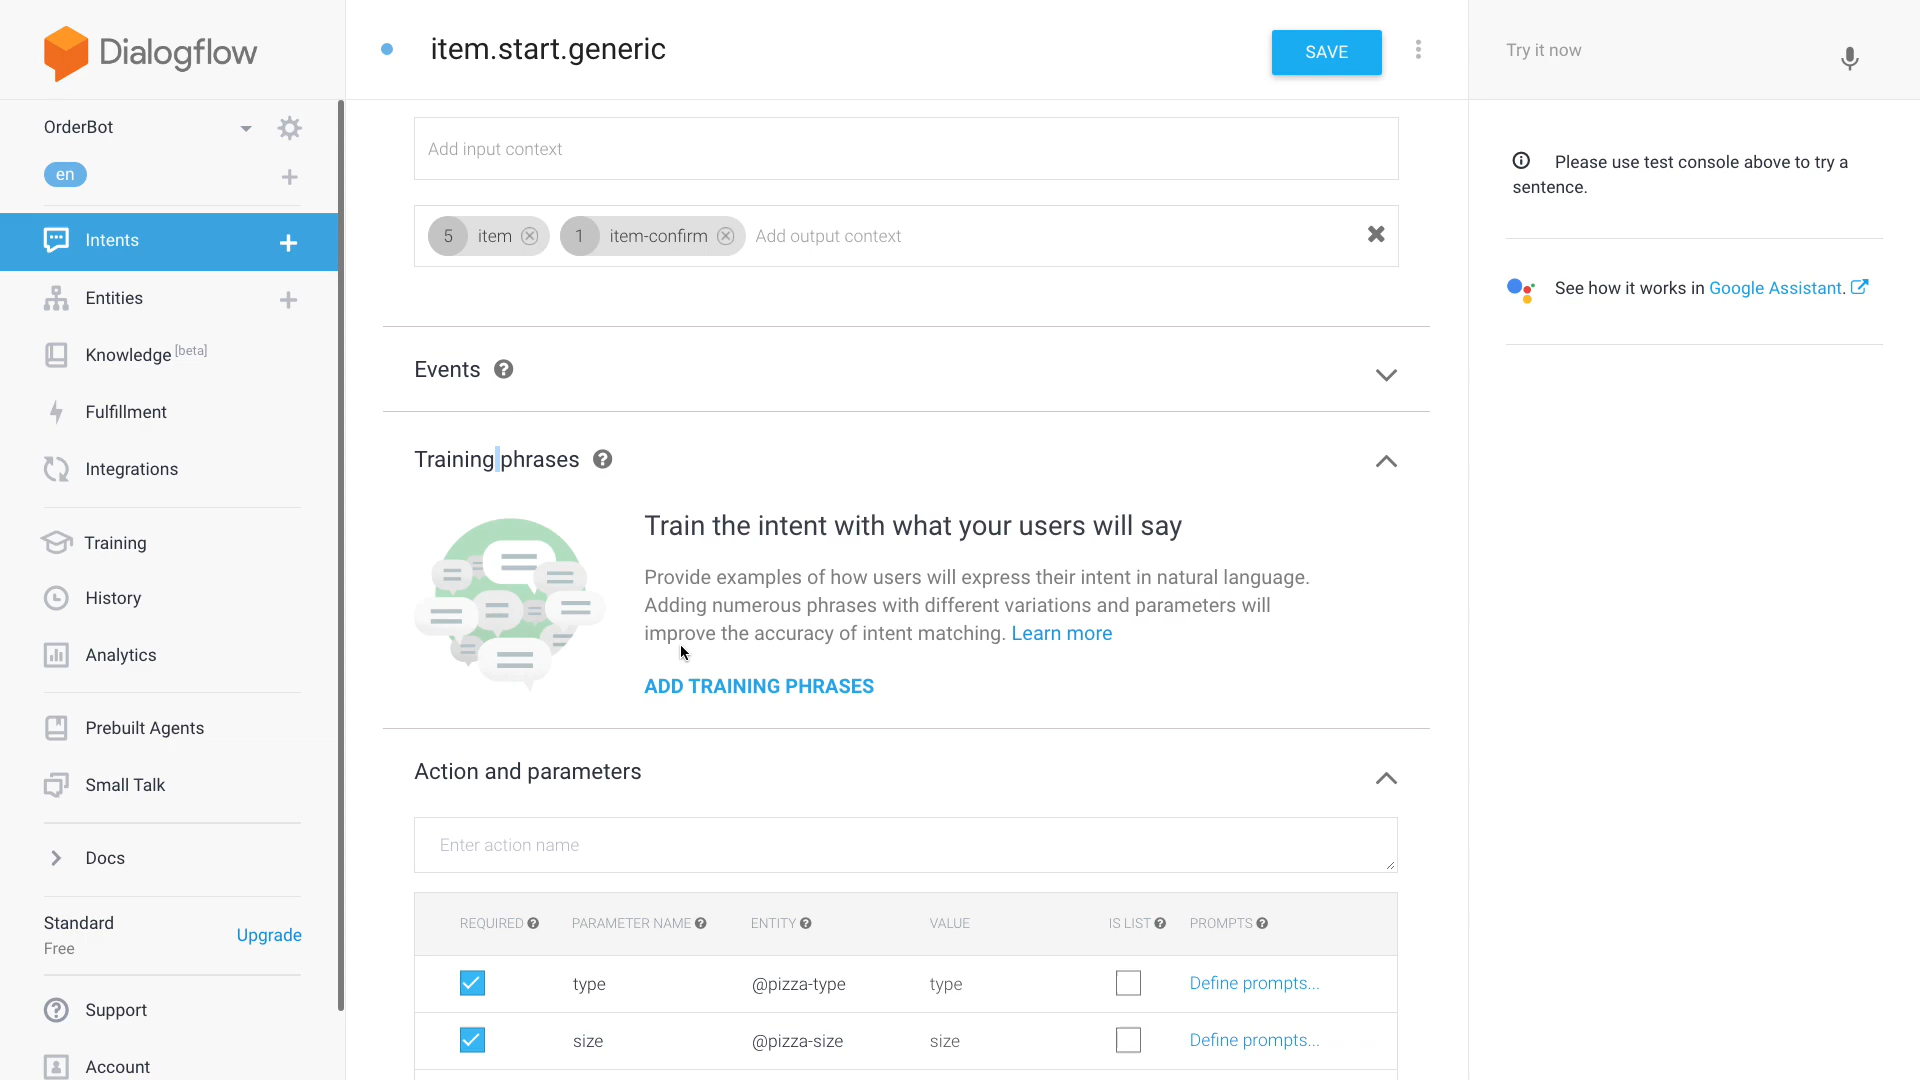 Dialogflow
item.start.generic
SAVE
Try it now
OrderBot
en
Intents
Entities
Knowledge [beta]
Fulfillment
Integrations
Training
History
Analytics
Prebuilt Agents
Small Talk
Docs
Standard
Free
Upgrade
Support
Account
Add input context
5 item 1 item-confirm Add output context
Events
Training phrases
Train the intent with what your users will say
Provide examples of how users will express their intent in natural language.
Adding numerous phrases with different variations and parameters will
improve the accuracy of intent matching. Learn more
ADD TRAINING PHRASES
Action and parameters
Enter action name
REQUIRED PARAMETER NAME ENTITY VALUE IS LIST PROMPTS
type @pizza-type type Define prompts...
size @pizza-size size Define prompts...
Please use test console above to try a
sentence.
See how it works in Google Assistant.